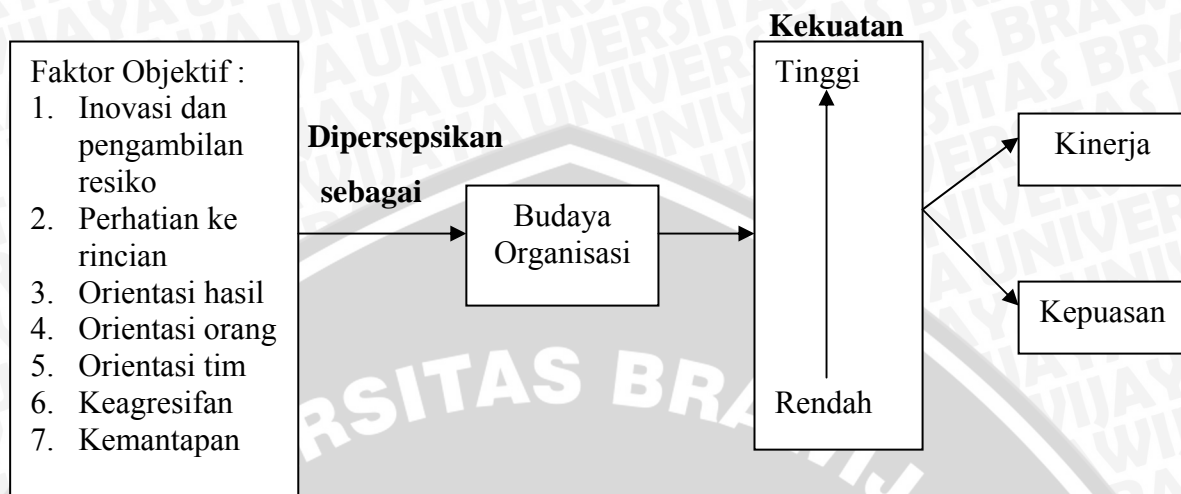 Faktor Objektif :
1. Inovasi dan
pengambilan
resiko
2. Perhatian ke
rincian
3. Orientasi hasil
4. Orientasi orang
5. Orientasi tim
6. Keagresifan
7. Kemantapan
Dipersepsikan
sebagai
Budaya
Organisasi
Kekuatan
Tinggi
Rendah
Kinerja
Kepuasan